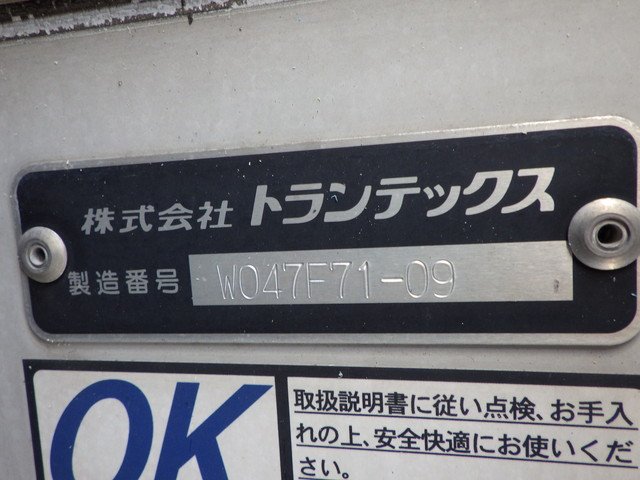 株式会社 トランテックス
製造番号 W047F71-09
OK
取扱説明書に従い点検、お手入
れの上、安全快適にお使いくだ
さい。